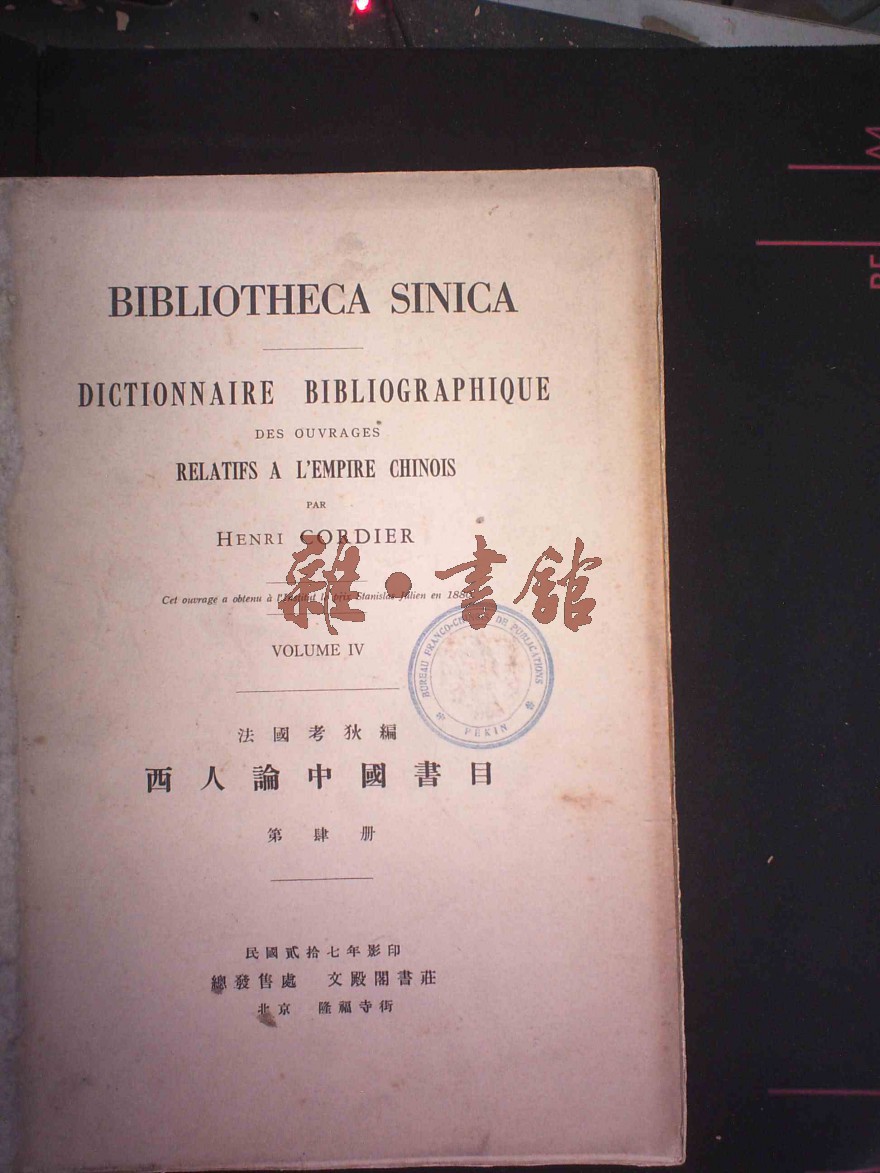 BIBLIOTHECA SINICA
DICTIONNAIRE BIBLIOGRAPHIQUE
DES OUVRAGES
RELATIFS A L'EMPIRE CHINOIS
PAR
HENRI CORDIER
雜·書館
Cet ouvrage a obtenu à l'Institut le prix Stanislas Julien en
VOLUME IV
BUREAU FRANCO- DE PUBLICATIONS
PÉKIN
法國考狄編
西人論中國書目
第肆册
民國貳拾七年影印
總發售處 文殿閣書莊
北京 隆福寺街